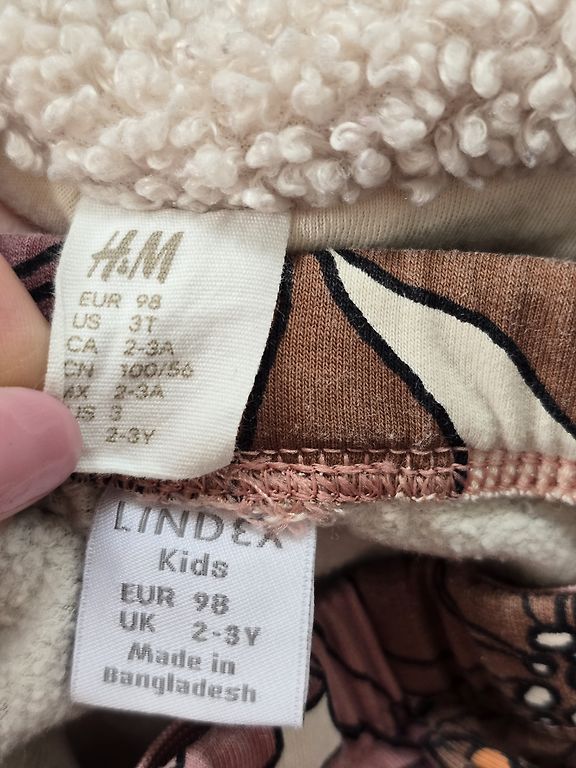 H&M
EUR 98
US 3T
CA 2-3A
CN 100/56
MX 2-3A
3
2-3Y
LINDEX
Kids
EUR 98
UK 2-3Y
Made in
Bangladesh